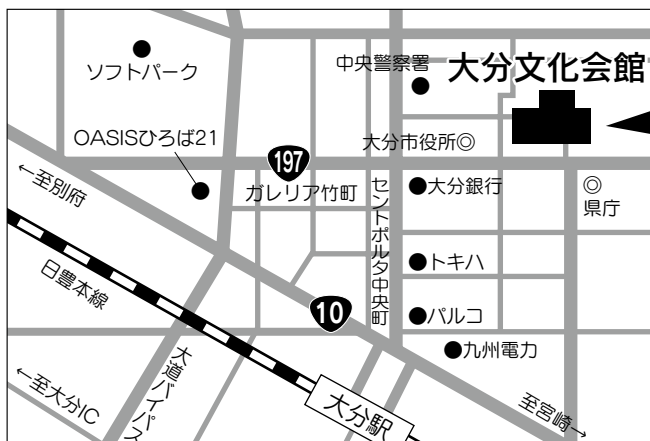 ソフトパーク
中央警察署
大分文化会館
OASISひろば21
大分市役所◎
197
←至別府
ガレリア竹町
セントポルタ中央町
大分銀行
◎
県庁
日豊本線
トキハ
10
パルコ
九州電力
大道バイパス
←至大分IC
大分駅
至宮崎→